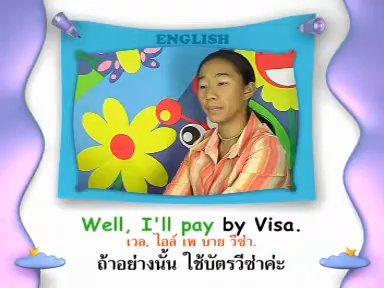 ENGLISH
Well, I'll pay by Visa.
เวล, ไอล์ เพ บาย วีซ่า.
ถ้าอย่างนั้น ใช้บัตรวีซ่าค่ะ